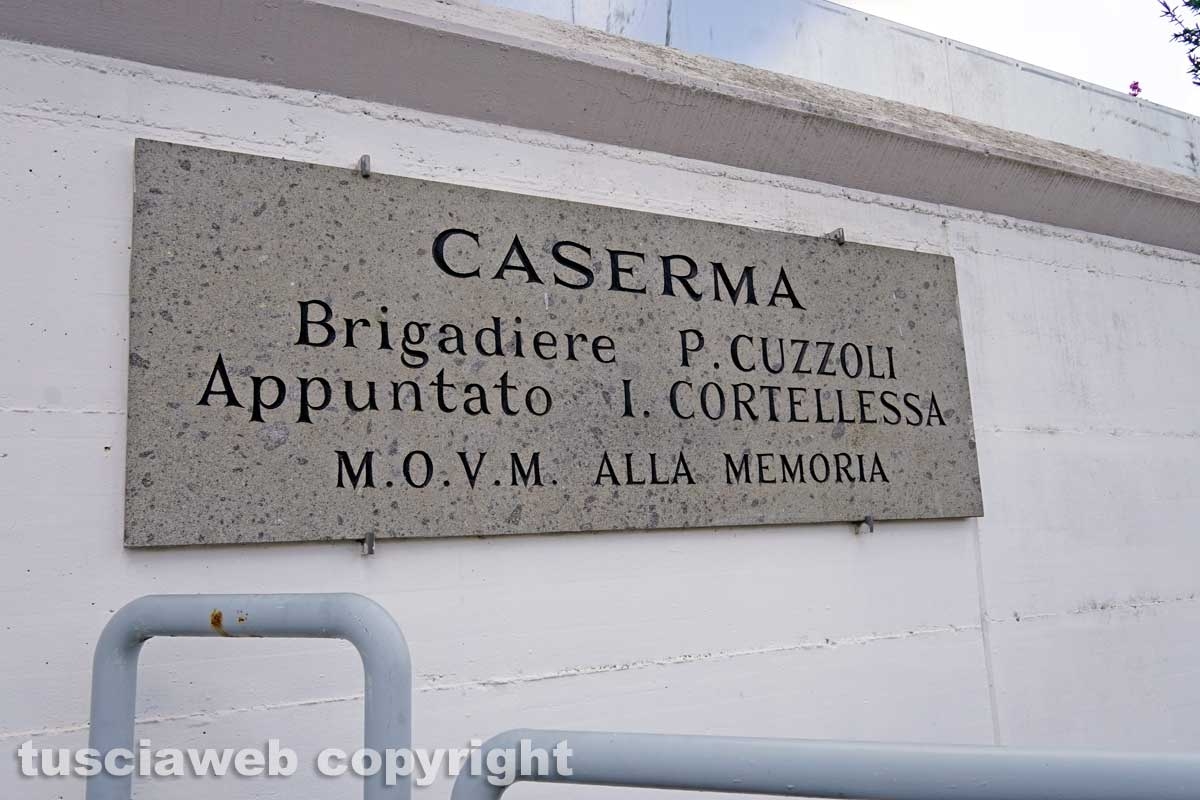 CASERMA
Brigadiere P. CUZZOLI
Appuntato I. CORTELLESSA
M.O.V.M. ALLA MEMORIA
tusciaweb copyright